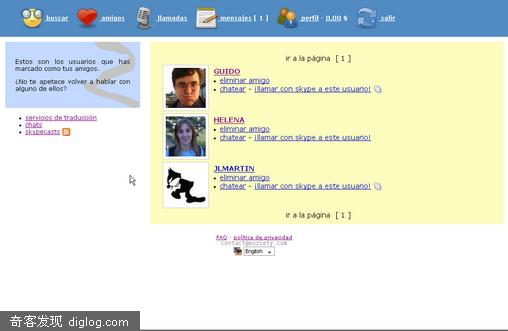 buscar amigos llamadas mensajes [ 1 ] perfil - 0,00 $ salir
Estos son los usuarios que has
marcado como tus amigos.
¿No te apetece volver a hablar con
alguno de ellos?
• servicios de traducción
• chats
• skypecasts
ir a la página [ 1 ]
GUIDO
• eliminar amigo
• chatear - ¡llamar con skype a este usuario!
HELENA
• eliminar amigo
• chatear - ¡llamar con skype a este usuario!
JLMARTIN
• eliminar amigo
• chatear - ¡llamar con skype a este usuario!
ir a la página [ 1 ]
FAQ - política de privacidad
contact@noziety.com
English
奇客发现 diglog.com